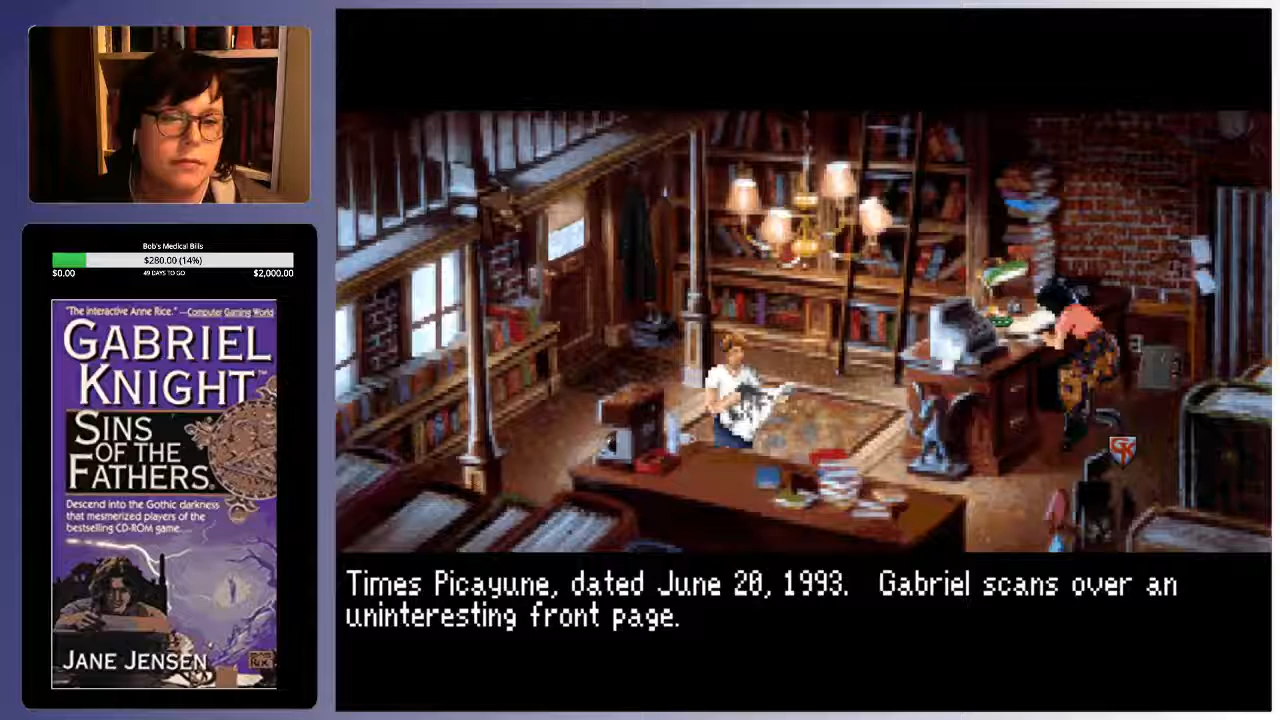 Bob's Medical Bills
$280.00 (14%)
$0.00
49 DAYS TO GO
$2,000.00
"The interactive Anne Rice." —Computer Gaming World
GABRIEL
KNIGHT™
SINS
OF THE
FATHERS
Descend into the Gothic darkness
that mesmerized players of the
bestselling CD-ROM game...
JANE JENSEN
GK
Times Picayune, dated June 20, 1993.  Gabriel scans over an
uninteresting front page.